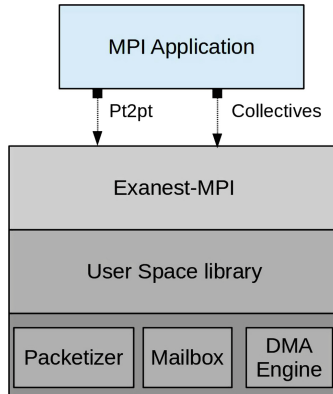 MPI Application
Pt2pt
Collectives
Exanest-MPI
User Space library
Packetizer
Mailbox
DMA
Engine